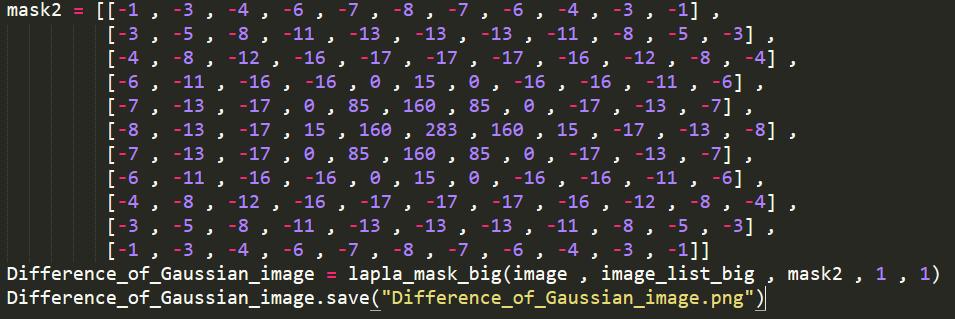 mask2 = [[-1 , -3 , -4 , -6 , -7 , -8 , -7 , -6 , -4 , -3 , -1] ,
[-3 , -5 , -8 , -11 , -13 , -13 , -13 , -11 , -8 , -5 , -3] ,
[-4 , -8 , -12 , -16 , -17 , -17 , -17 , -16 , -12 , -8 , -4] ,
[-6 , -11 , -16 , -16 , 0 , 15 , 0 , -16 , -16 , -11 , -6] ,
[-7 , -13 , -17 , 0 , 85 , 160 , 85 , 0 , -17 , -13 , -7] ,
[-8 , -13 , -17 , 15 , 160 , 283 , 160 , 15 , -17 , -13 , -8] ,
[-7 , -13 , -17 , 0 , 85 , 160 , 85 , 0 , -17 , -13 , -7] ,
[-6 , -11 , -16 , -16 , 0 , 15 , 0 , -16 , -16 , -11 , -6] ,
[-4 , -8 , -12 , -16 , -17 , -17 , -17 , -16 , -12 , -8 , -4] ,
[-3 , -5 , -8 , -11 , -13 , -13 , -13 , -11 , -8 , -5 , -3] ,
[-1 , -3 , -4 , -6 , -7 , -8 , -7 , -6 , -4 , -3 , -1]]
Difference_of_Gaussian_image = lapla_mask_big(image , image_list_big , mask2 , 1 , 1)
Difference_of_Gaussian_image.save("Difference_of_Gaussian_image.png")